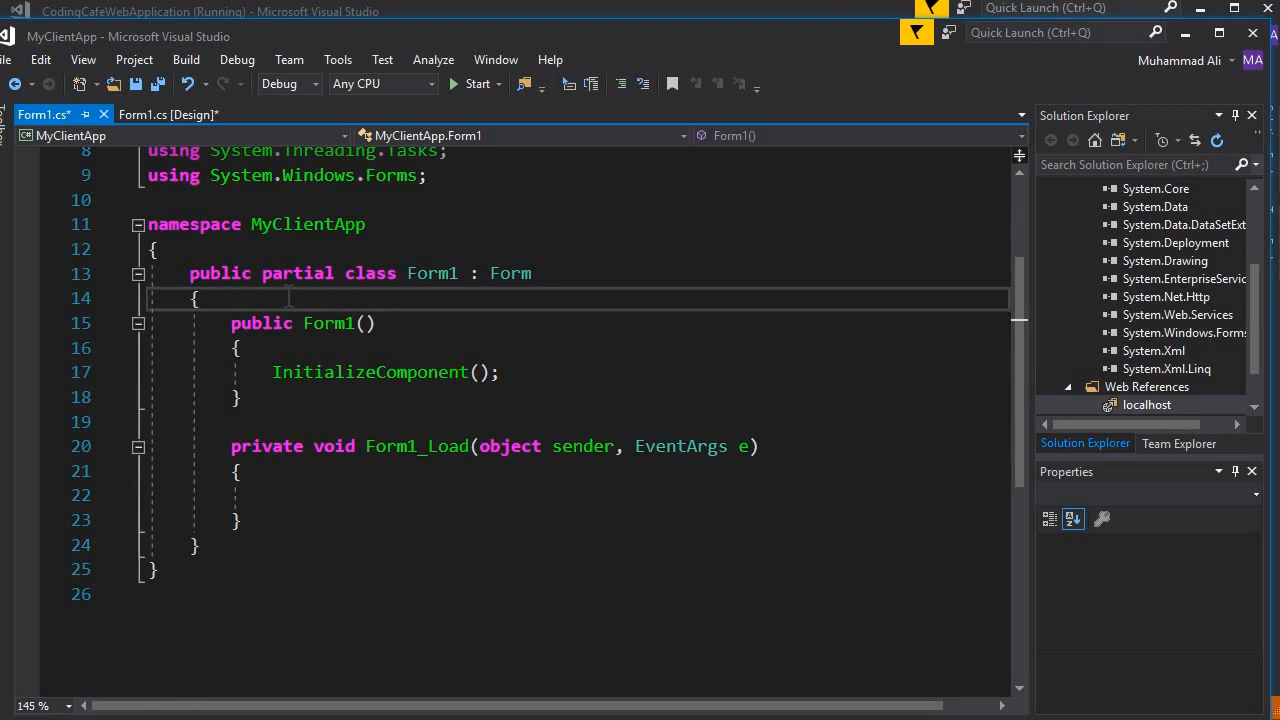 CodingCafeWebApplication (Running) - Microsoft Visual Studio
Quick Launch (Ctrl+Q)
MyClientApp - Microsoft Visual Studio
Quick Launch (Ctrl+Q)
ile Edit View Project Build Debug Team Tools Test Analyze Window Help
Muhammad Ali MA
Debug Any CPU Start
Form1.cs* Form1.cs [Design]*
MyClientApp MyClientApp.Form1 Form1()
8 using System.Threading.Tasks;
9 using System.Windows.Forms;
10
11 namespace MyClientApp
12 {
13 public partial class Form1 : Form
14 {
15 public Form1()
16 {
17 InitializeComponent();
18 }
19
20 private void Form1_Load(object sender, EventArgs e)
21 {
22
23 }
24 }
25 }
26
145 %
Solution Explorer
Search Solution Explorer (Ctrl+;)
System.Core
System.Data
System.Data.DataSetExt
System.Deployment
System.Drawing
System.EnterpriseServic
System.Net.Http
System.Web.Services
System.Windows.Forms
System.Xml
System.Xml.Linq
Web References
localhost
Solution Explorer Team Explorer
Properties